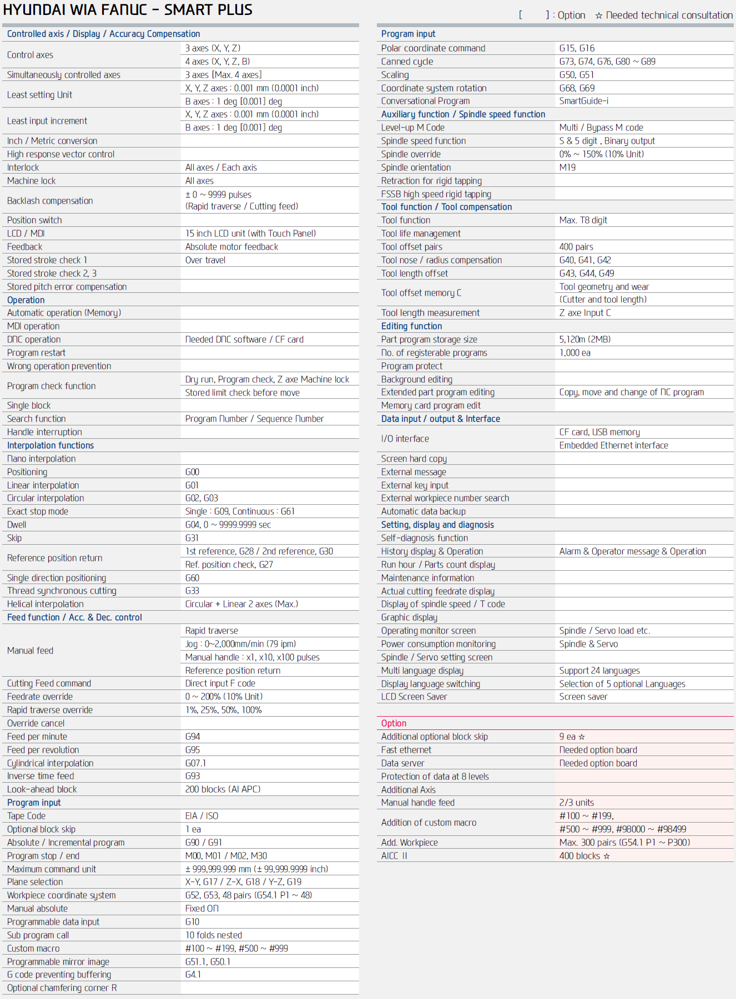 HYUNDAI WIA FANUC - SMART PLUS
[ ] : Option ☆ Needed technical consultation
Controlled axis / Display / Accuracy Compensation
Control axes
3 axes (X, Y, Z)
4 axes (X, Y, Z, B)
Simultaneously controlled axes 3 axes [Max. 4 axes]
Least setting Unit
X, Y, Z axes : 0.001 mm (0.0001 inch)
B axes : 1 deg [0.001] deg
Least input increment
X, Y, Z axes : 0.001 mm (0.0001 inch)
B axes : 1 deg [0.001] deg
Inch / Metric conversion
High response vector control
Interlock All axes / Each axis
Machine lock All axes
Backlash compensation
± 0 ~ 9999 pulses
(Rapid traverse / Cutting feed)
Position switch
LCD / MDI 15 inch LCD unit (with Touch Panel)
Feedback Absolute motor feedback
Stored stroke check 1 Over travel
Stored stroke check 2, 3
Stored pitch error compensation
Operation
Automatic operation (Memory)
MDI operation
DNC operation Needed DNC software / CF card
Program restart
Wrong operation prevention
Program check function
Dry run, Program check, Z axe Machine lock
Stored limit check before move
Single block
Search function Program Number / Sequence Number
Handle interruption
Interpolation functions
Nano interpolation
Positioning G00
Linear interpolation G01
Circular interpolation G02, G03
Exact stop mode Single : G09, Continuous : G61
Dwell G04, 0 ~ 9999.9999 sec
Skip G31
Reference position return
1st reference, G28 / 2nd reference, G30
Ref. position check, G27
Single direction positioning G60
Thread synchronous cutting G33
Helical interpolation Circular + Linear 2 axes (Max.)
Feed function / Acc. & Dec. control
Manual feed
Rapid traverse
Jog : 0~2,000mm/min (79 ipm)
Manual handle : x1, x10, x100 pulses
Reference position return
Cutting Feed command Direct input F code
Feedrate override 0 ~ 200% (10% Unit)
Rapid traverse override 1%, 25%, 50%, 100%
Override cancel
Feed per minute G94
Feed per revolution G95
Cylindrical interpolation G07.1
Inverse time feed G93
Look-ahead block 200 blocks (AI APC)
Program input
Tape Code EIA / ISO
Optional block skip 1 ea
Absolute / Incremental program G90 / G91
Program stop / end M00, M01 / M02, M30
Maximum command unit ± 999,999.999 mm (± 99,999.9999 inch)
Plane selection X-Y, G17 / Z-X, G18 / Y-Z, G19
Workpiece coordinate system G52, G53, 48 pairs (G54.1 P1 ~ 48)
Manual absolute Fixed ON
Programmable data input G10
Sub program call 10 folds nested
Custom macro #100 ~ #199, #500 ~ #999
Programmable mirror image G51.1, G50.1
G code preventing buffering G4.1
Optional chamfering corner R
Program input
Polar coordinate command G15, G16
Canned cycle G73, G74, G76, G80 ~ G89
Scaling G50, G51
Coordinate system rotation G68, G69
Conversational Program SmartGuide-i
Auxiliary function / Spindle speed function
Level-up M Code Multi / Bypass M code
Spindle speed function S & 5 digit , Binary output
Spindle override 0% ~ 150% (10% Unit)
Spindle orientation M19
Retraction for rigid tapping
FSSB high speed rigid tapping
Tool function / Tool compensation
Tool function Max. T8 digit
Tool life management
Tool offset pairs 400 pairs
Tool nose / radius compensation G40, G41, G42
Tool length offset G43, G44, G49
Tool offset memory C
Tool geometry and wear
(Cutter and tool length)
Tool length measurement Z axe Input C
Editing function
Part program storage size 5,120m (2MB)
No. of registerable programs 1,000 ea
Program protect
Background editing
Extended part program editing Copy, move and change of NC program
Memory card program edit
Data input / output & Interface
I/O interface
CF card, USB memory
Embedded Ethernet interface
Screen hard copy
External message
External key input
External workpiece number search
Automatic data backup
Setting, display and diagnosis
Self-diagnosis function
History display & Operation Alarm & Operator message & Operation
Run hour / Parts count display
Maintenance information
Actual cutting feedrate display
Display of spindle speed / T code
Graphic display
Operating monitor screen Spindle / Servo load etc.
Power consumption monitoring Spindle & Servo
Spindle / Servo setting screen
Multi language display Support 24 languages
Display language switching Selection of 5 optional Languages
LCD Screen Saver Screen saver
Option
Additional optional block skip 9 ea ☆
Fast ethernet Needed option board
Data server Needed option board
Protection of data at 8 levels
Additional Axis
Manual handle feed 2/3 units
Addition of custom macro
#100 ~ #199,
#500 ~ #999, #98000 ~ #98499
Add. Workpiece Max. 300 pairs (G54.1 P1 ~ P300)
AICC II 400 blocks ☆